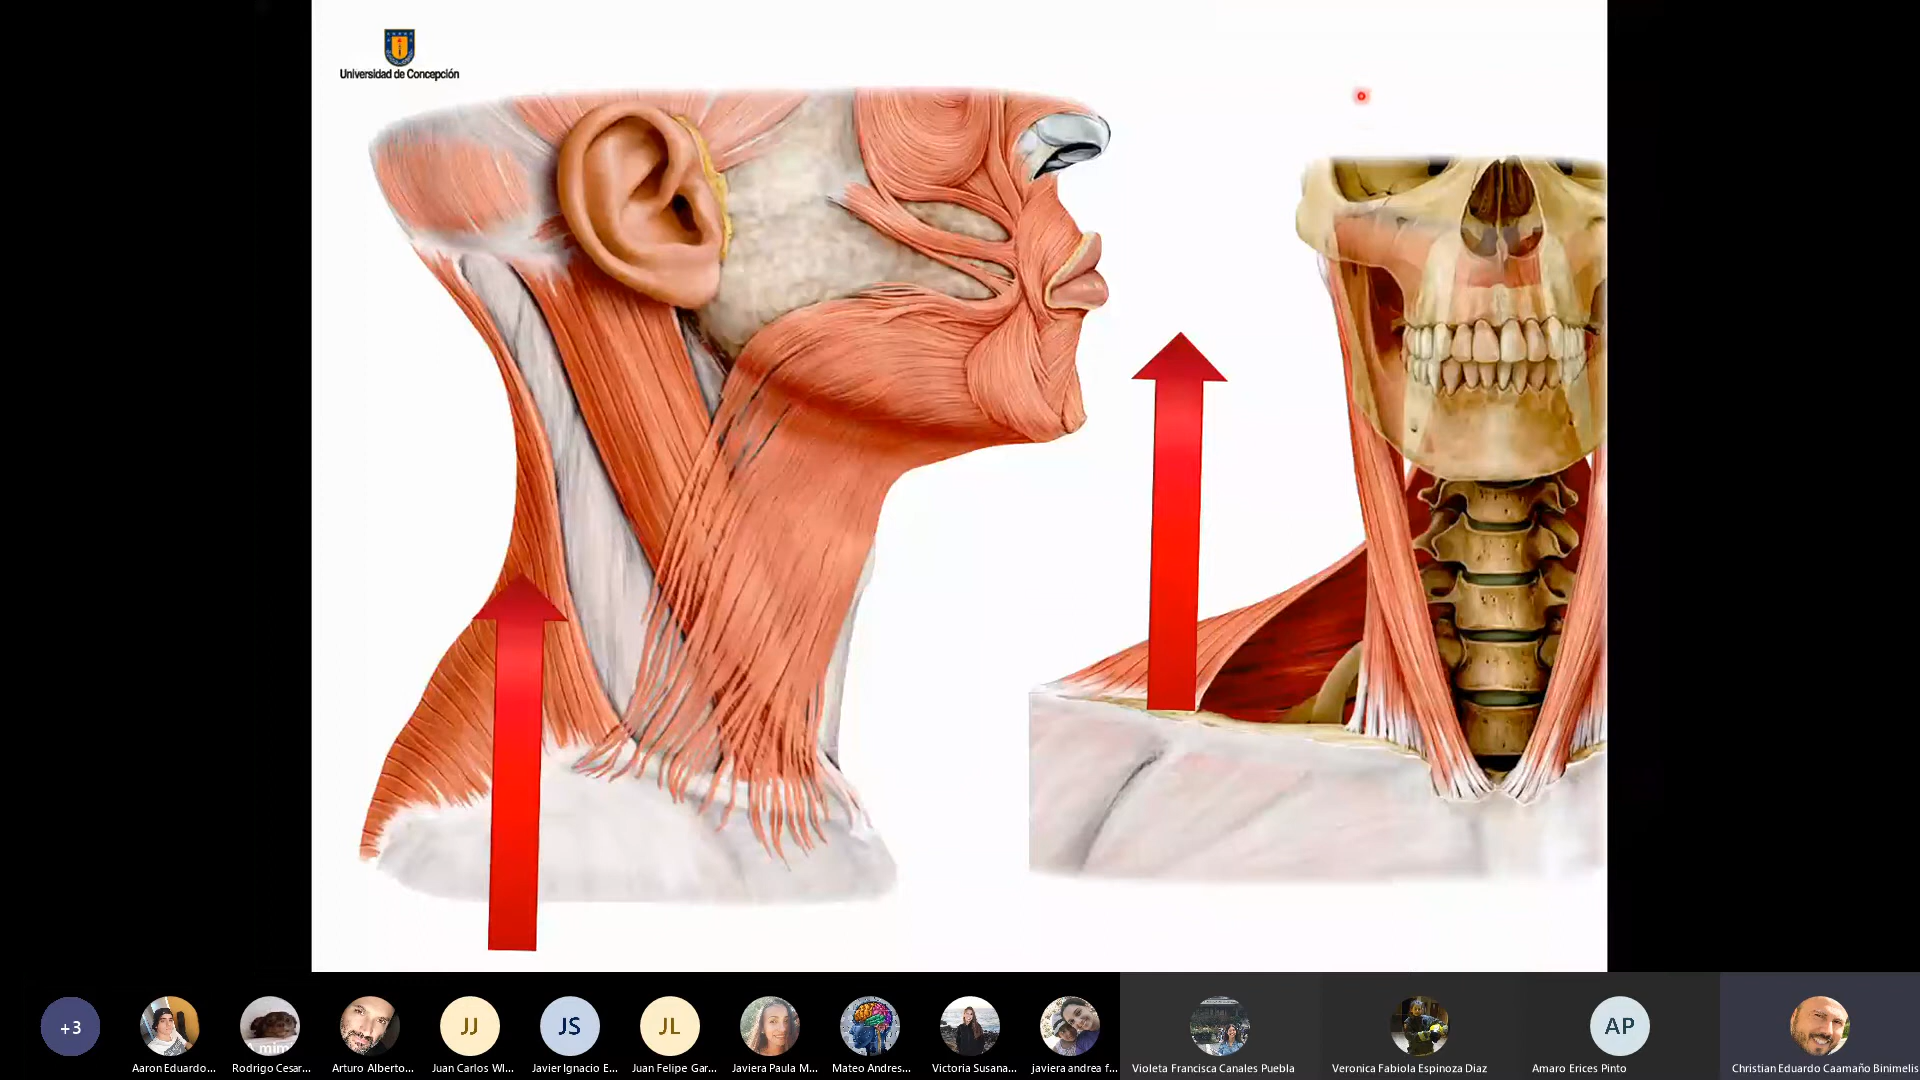 Universidad de Concepción
+3
JJ
JS
JL
mimi
AP
Aaron Eduardo...
Rodrigo Cesar...
Arturo Alberto...
Juan Carlos WI...
Javier Ignacio E...
Juan Felipe Gar...
Javiera Paula M...
Mateo Andres...
Victoria Susana...
javiera andrea f...
Violeta Francisca Canales Puebla
Veronica Fabiola Espinoza Diaz
Amaro Erices Pinto
Christian Eduardo Caamaño Binimelis